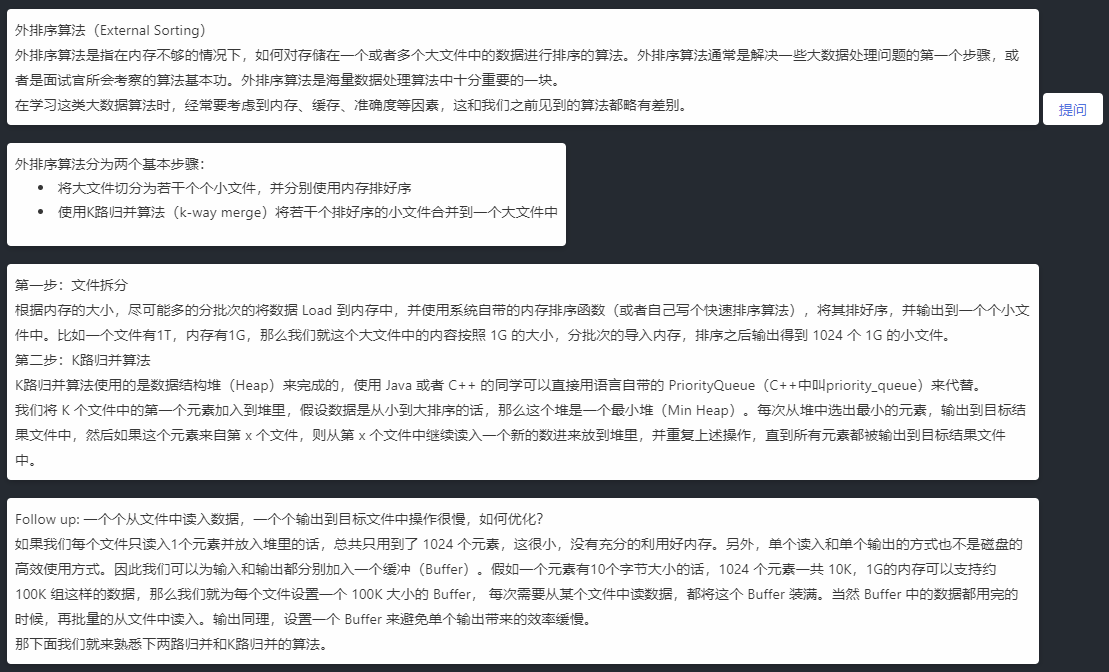 外排序算法（External Sorting）
外排序算法是指在内存不够的情况下，如何对存储在一个或者多个大文件中的数据进行排序的算法。外排序算法通常是解决一些大数据处理问题的第一个步骤，或
者是面试官所会考察的算法基本功。外排序算法是海量数据处理算法中十分重要的一块。
在学习这类大数据算法时，经常要考虑到内存、缓存、准确度等因素，这和我们之前见到的算法都略有差别。
提问
外排序算法分为两个基本步骤：
• 将大文件切分为若干个个小文件，并分别使用内存排好序
• 使用K路归并算法（k-way merge）将若干个排好序的小文件合并到一个大文件中
第一步：文件拆分
根据内存的大小，尽可能多的分批次的将数据 Load 到内存中，并使用系统自带的内存排序函数（或者自己写个快速排序算法），将其排好序，并输出到一个个小文
件中。比如一个文件有1T，内存有1G，那么我们就这个大文件中的内容按照 1G 的大小，分批次的导入内存，排序之后输出得到 1024 个 1G 的小文件。
第二步：K路归并算法
K路归并算法使用的是数据结构堆（Heap）来完成的，使用 Java 或者 C++ 的同学可以直接用语言自带的 PriorityQueue（C++中叫priority_queue）来代替。
我们将 K 个文件中的第一个元素加入到堆里，假设数据是从小到大排序的话，那么这个堆是一个最小堆（Min Heap）。每次从堆中选出最小的元素，输出到目标结
果文件中，然后如果这个元素来自第 x 个文件，则从第 x 个文件中继续读入一个新的数进来放到堆里，并重复上述操作，直到所有元素都被输出到目标结果文件
中。
Follow up: 一个个从文件中读入数据，一个个输出到目标文件中操作很慢，如何优化？
如果我们每个文件只读入1个元素并放入堆里的话，总共只用到了 1024 个元素，这很小，没有充分的利用好内存。另外，单个读入和单个输出的方式也不是磁盘的
高效使用方式。因此我们可以为输入和输出都分别加入一个缓冲（Buffer）。假如一个元素有10个字节大小的话，1024 个元素一共 10K，1G的内存可以支持约
100K 组这样的数据，那么我们就为每个文件设置一个 100K 大小的 Buffer， 每次需要从某个文件中读数据，都将这个 Buffer 装满。当然 Buffer 中的数据都用完的
时候，再批量的从文件中读入。输出同理，设置一个 Buffer 来避免单个输出带来的效率缓慢。
那下面我们就来熟悉下两路归并和K路归并的算法。